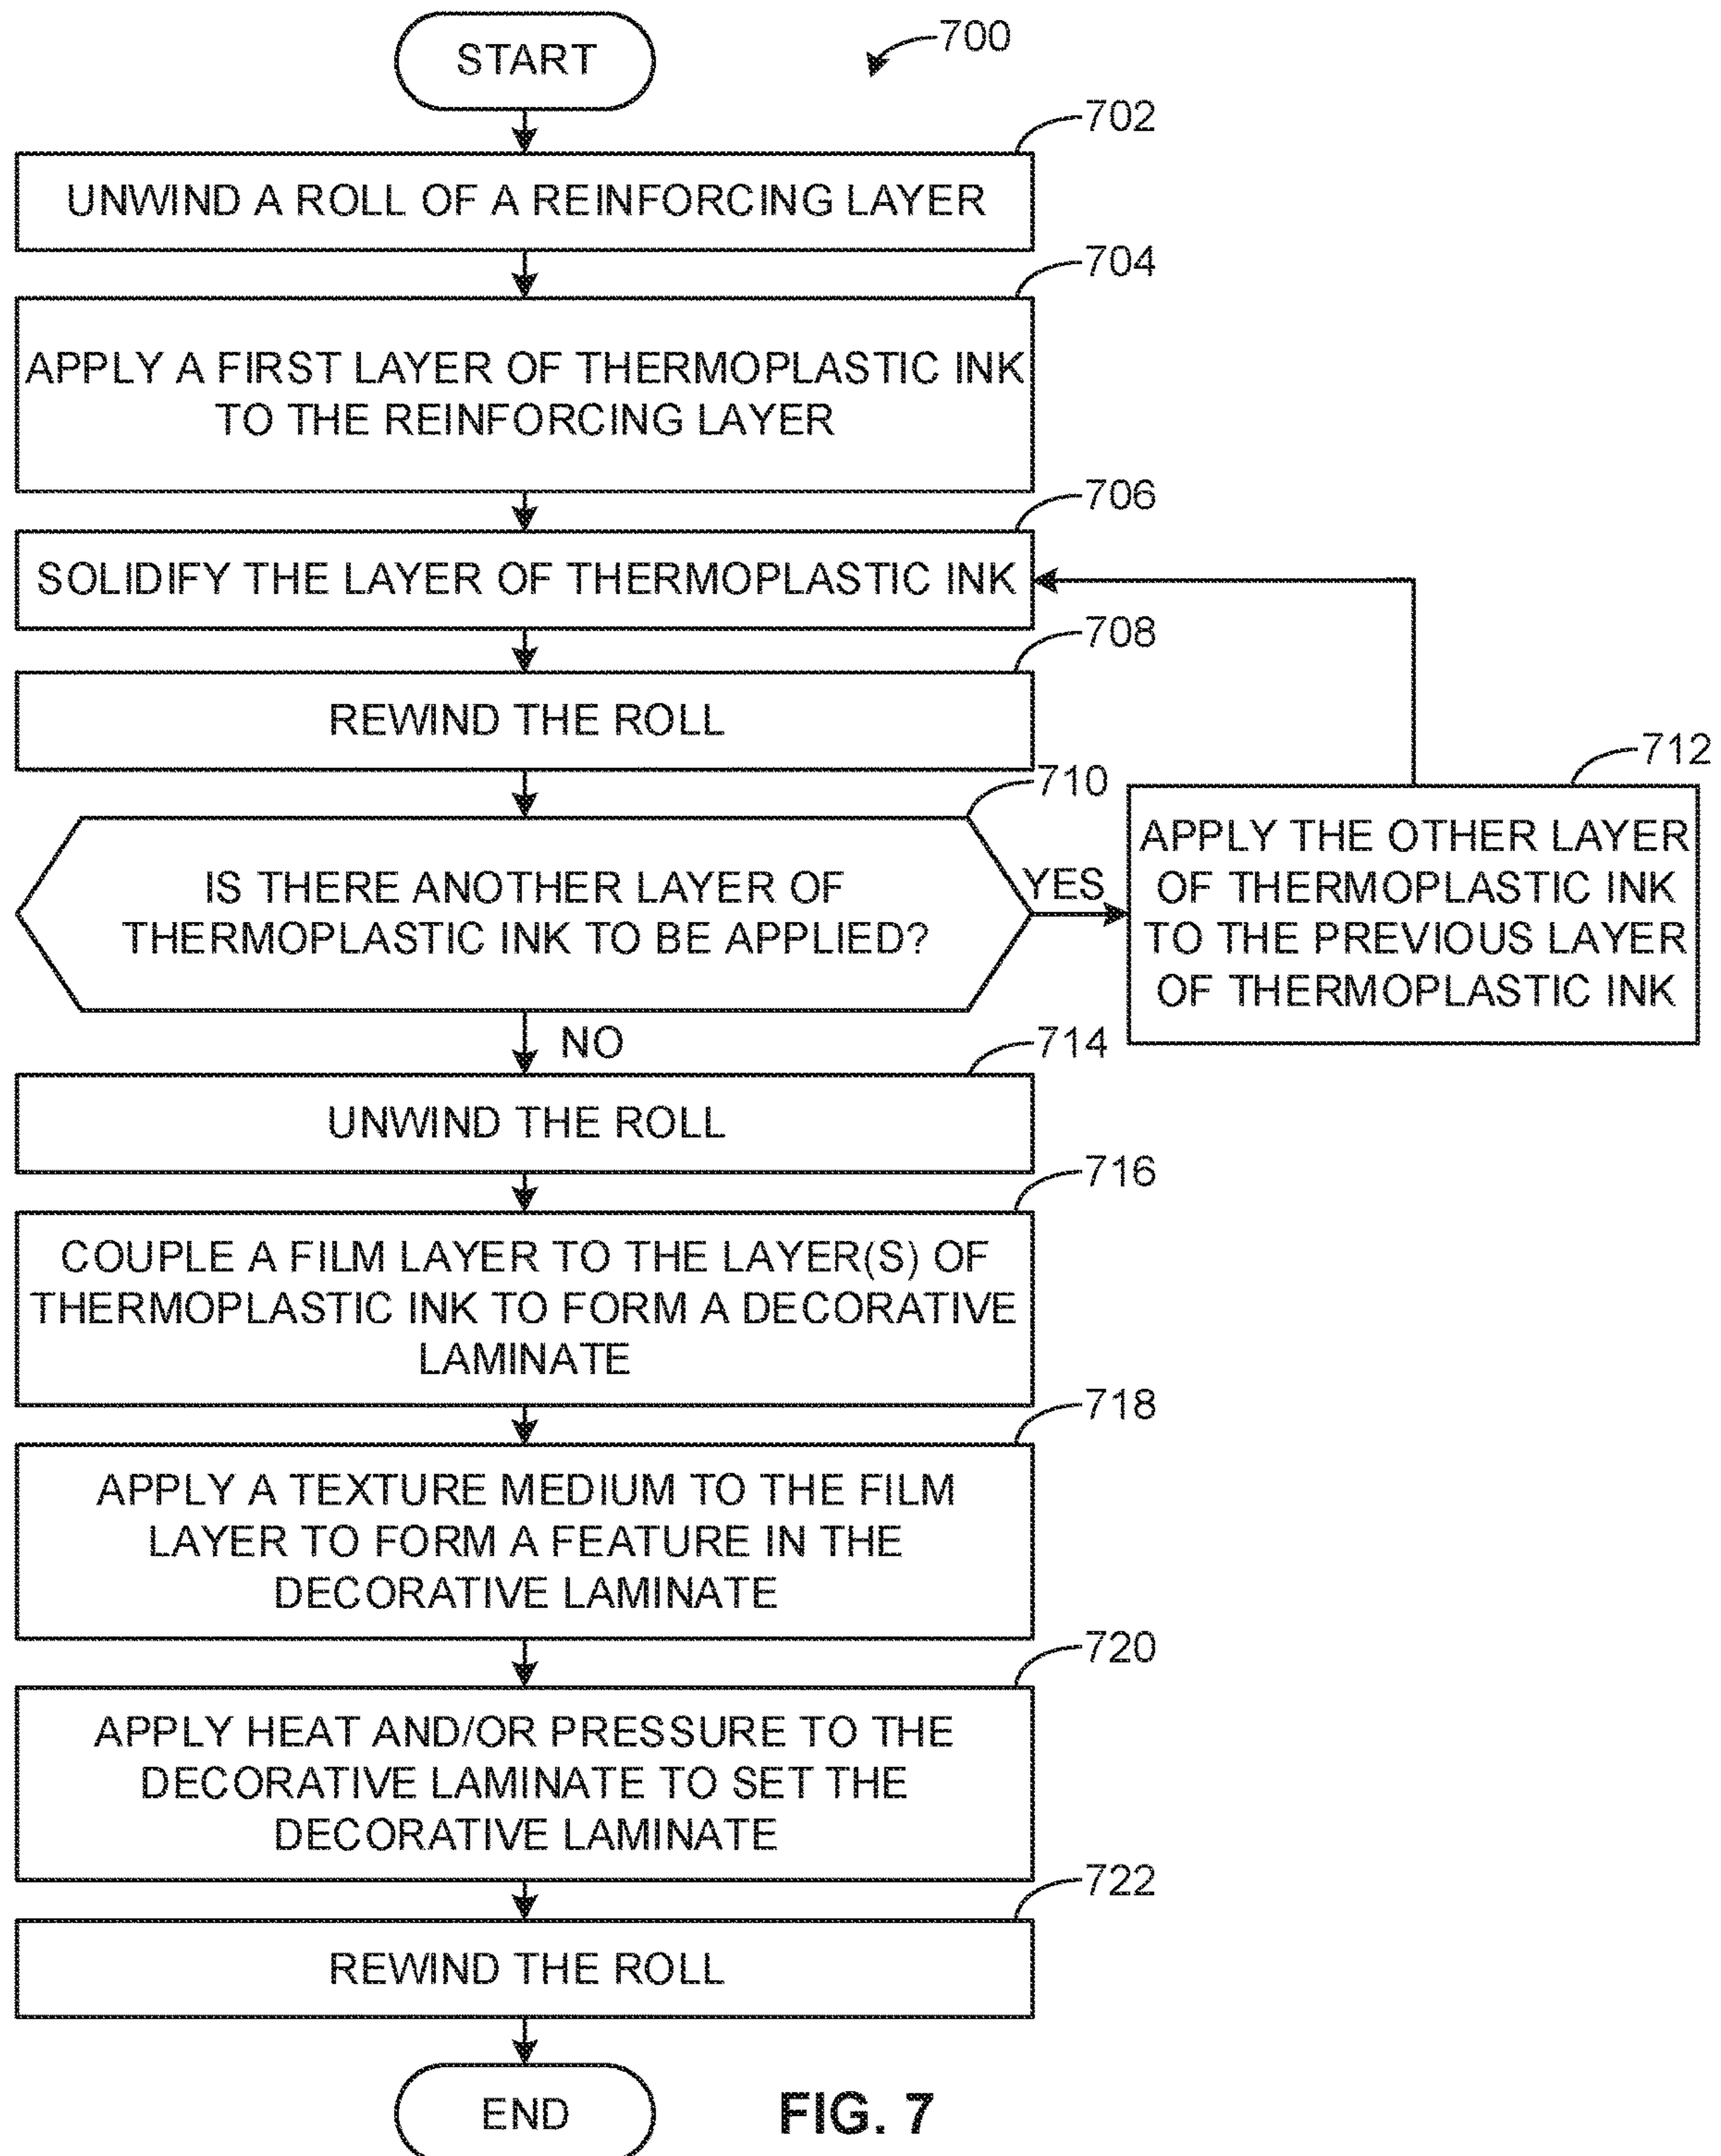 START
700
702
UNWIND A ROLL OF A REINFORCING LAYER
704
APPLY A FIRST LAYER OF THERMOPLASTIC INK
TO THE REINFORCING LAYER
706
SOLIDIFY THE LAYER OF THERMOPLASTIC INK
708
REWIND THE ROLL
710
IS THERE ANOTHER LAYER OF
THERMOPLASTIC INK TO BE APPLIED?
YES
712
APPLY THE OTHER LAYER
OF THERMOPLASTIC INK
TO THE PREVIOUS LAYER
OF THERMOPLASTIC INK
NO
714
UNWIND THE ROLL
716
COUPLE A FILM LAYER TO THE LAYER(S) OF
THERMOPLASTIC INK TO FORM A DECORATIVE
LAMINATE
718
APPLY A TEXTURE MEDIUM TO THE FILM
LAYER TO FORM A FEATURE IN THE
DECORATIVE LAMINATE
720
APPLY HEAT AND/OR PRESSURE TO THE
DECORATIVE LAMINATE TO SET THE
DECORATIVE LAMINATE
722
REWIND THE ROLL
END
FIG. 7